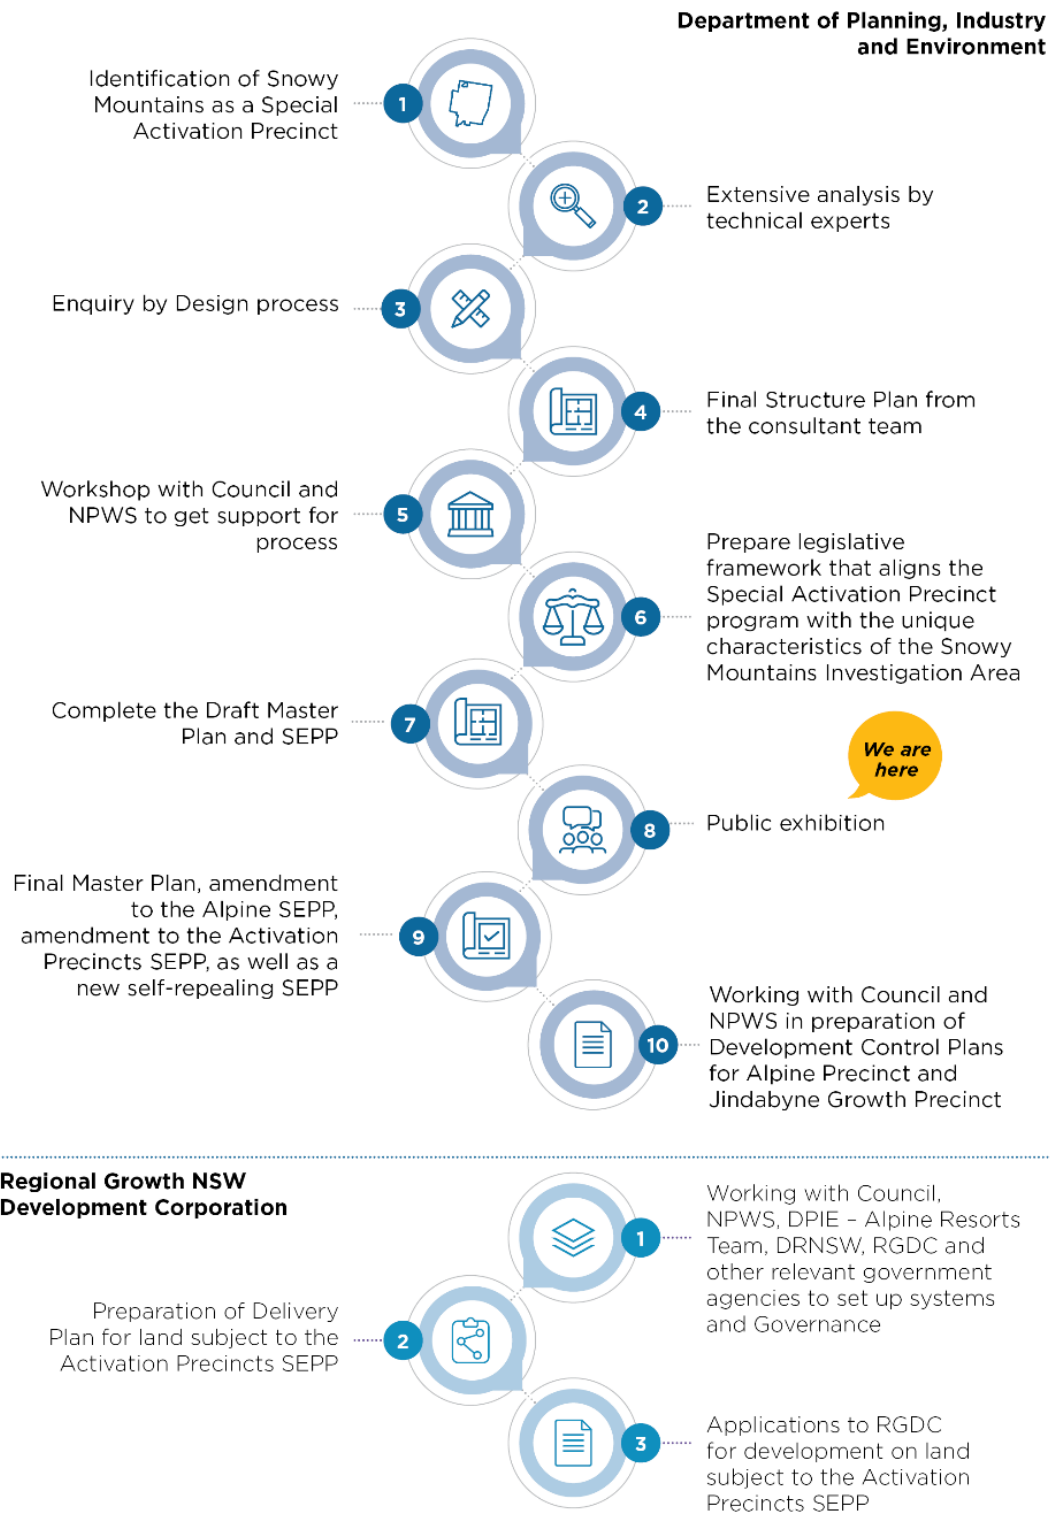 Department of Planning, Industry
and Environment
Identification of Snowy
Mountains as a Special
Activation Precinct
1
2
Extensive analysis by
technical experts
Enquiry by Design process
3
4
Final Structure Plan from
the consultant team
Workshop with Council and
NPWS to get support for
process
5
6
Prepare legislative
framework that aligns the
Special Activation Precinct
program with the unique
characteristics of the Snowy
Mountains Investigation Area
Complete the Draft Master
Plan and SEPP
7
We are
here
8
Public exhibition
Final Master Plan, amendment
to the Alpine SEPP,
amendment to the Activation
Precincts SEPP, as well as a
new self-repealing SEPP
9
10
Working with Council and
NPWS in preparation of
Development Control Plans
for Alpine Precinct and
Jindabyne Growth Precinct
Regional Growth NSW
Development Corporation
1
Working with Council,
NPWS, DPIE – Alpine Resorts
Team, DRNSW, RGDC and
other relevant government
agencies to set up systems
and Governance
Preparation of Delivery
Plan for land subject to the
Activation Precincts SEPP
2
3
Applications to RGDC
for development on land
subject to the Activation
Precincts SEPP